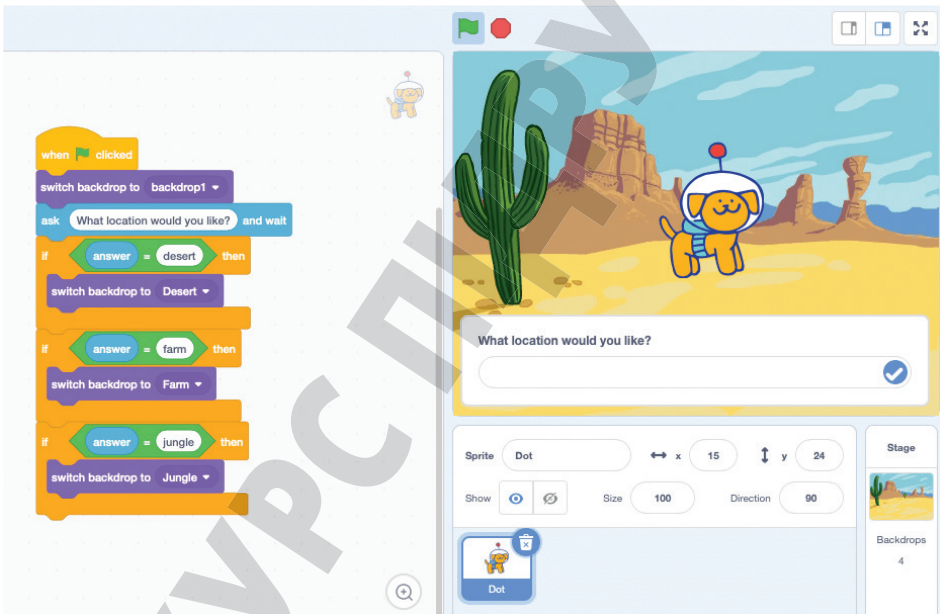 when clicked
switch backdrop to backdrop1
ask What location would you like? and wait
if answer = desert then
switch backdrop to Desert
if answer = farm then
switch backdrop to Farm
if answer = jungle then
switch backdrop to Jungle
What location would you like?
Sprite Dot x 15 y 24
Show Size 100 Direction 90
Dot
Stage
Backdrops
4
КУРС ПІРРУ